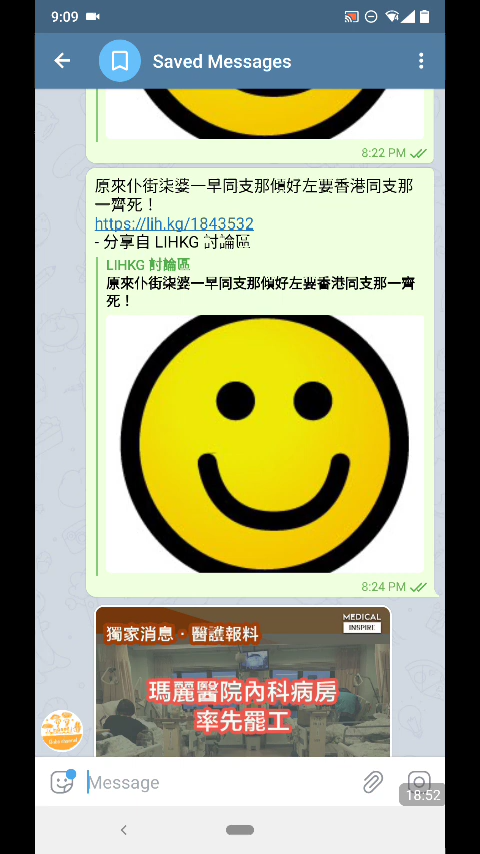 9:09
Saved Messages
8:22 PM
原來仆街柒婆一早同支那傾好左要香港同支那
一齊死！
https://lih.kg/1843532
- 分享自 LIHKG 討論區
LIHKG 討論區
原來仆街柒婆一早同支那傾好左要香港同支那一齊
死！
8:24 PM
MEDICAL
INSPIRE
獨家消息．醫護報料
瑪麗醫院內科病房
率先罷工
Message
18:52